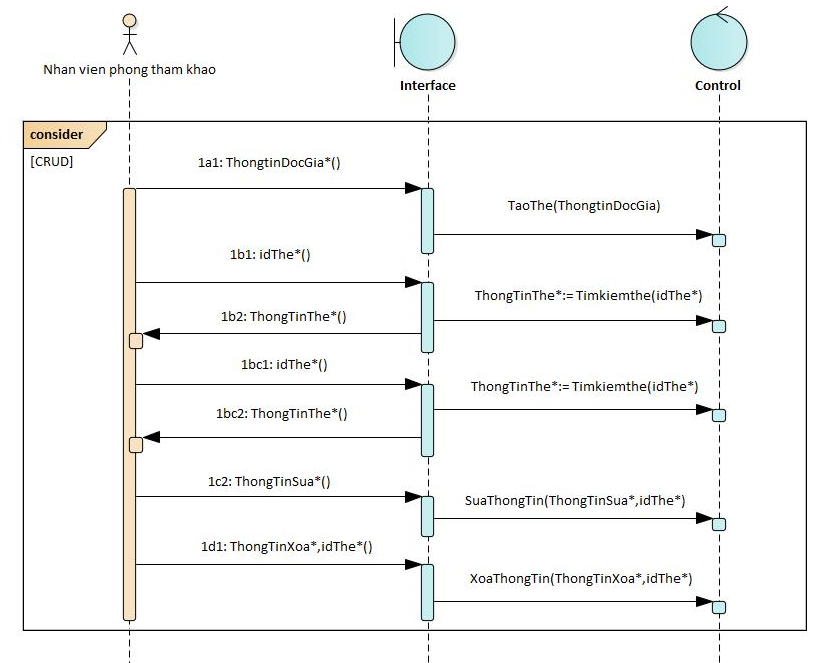 Nhan vien phong tham khao
Interface
Control
consider
[CRUD]
1a1: ThongtinDocGia*()
TaoThe(ThongtinDocGia)
1b1: idThe*()
ThongTinThe*:= Timkiemthe(idThe*)
1b2: ThongTinThe*()
1bc1: idThe*()
ThongTinThe*:= Timkiemthe(idThe*)
1bc2: ThongTinThe*()
1c2: ThongTinSua*()
SuaThongTin(ThongTinSua*,idThe*)
1d1: ThongTinXoa*,idThe*()
XoaThongTin(ThongTinXoa*,idThe*)